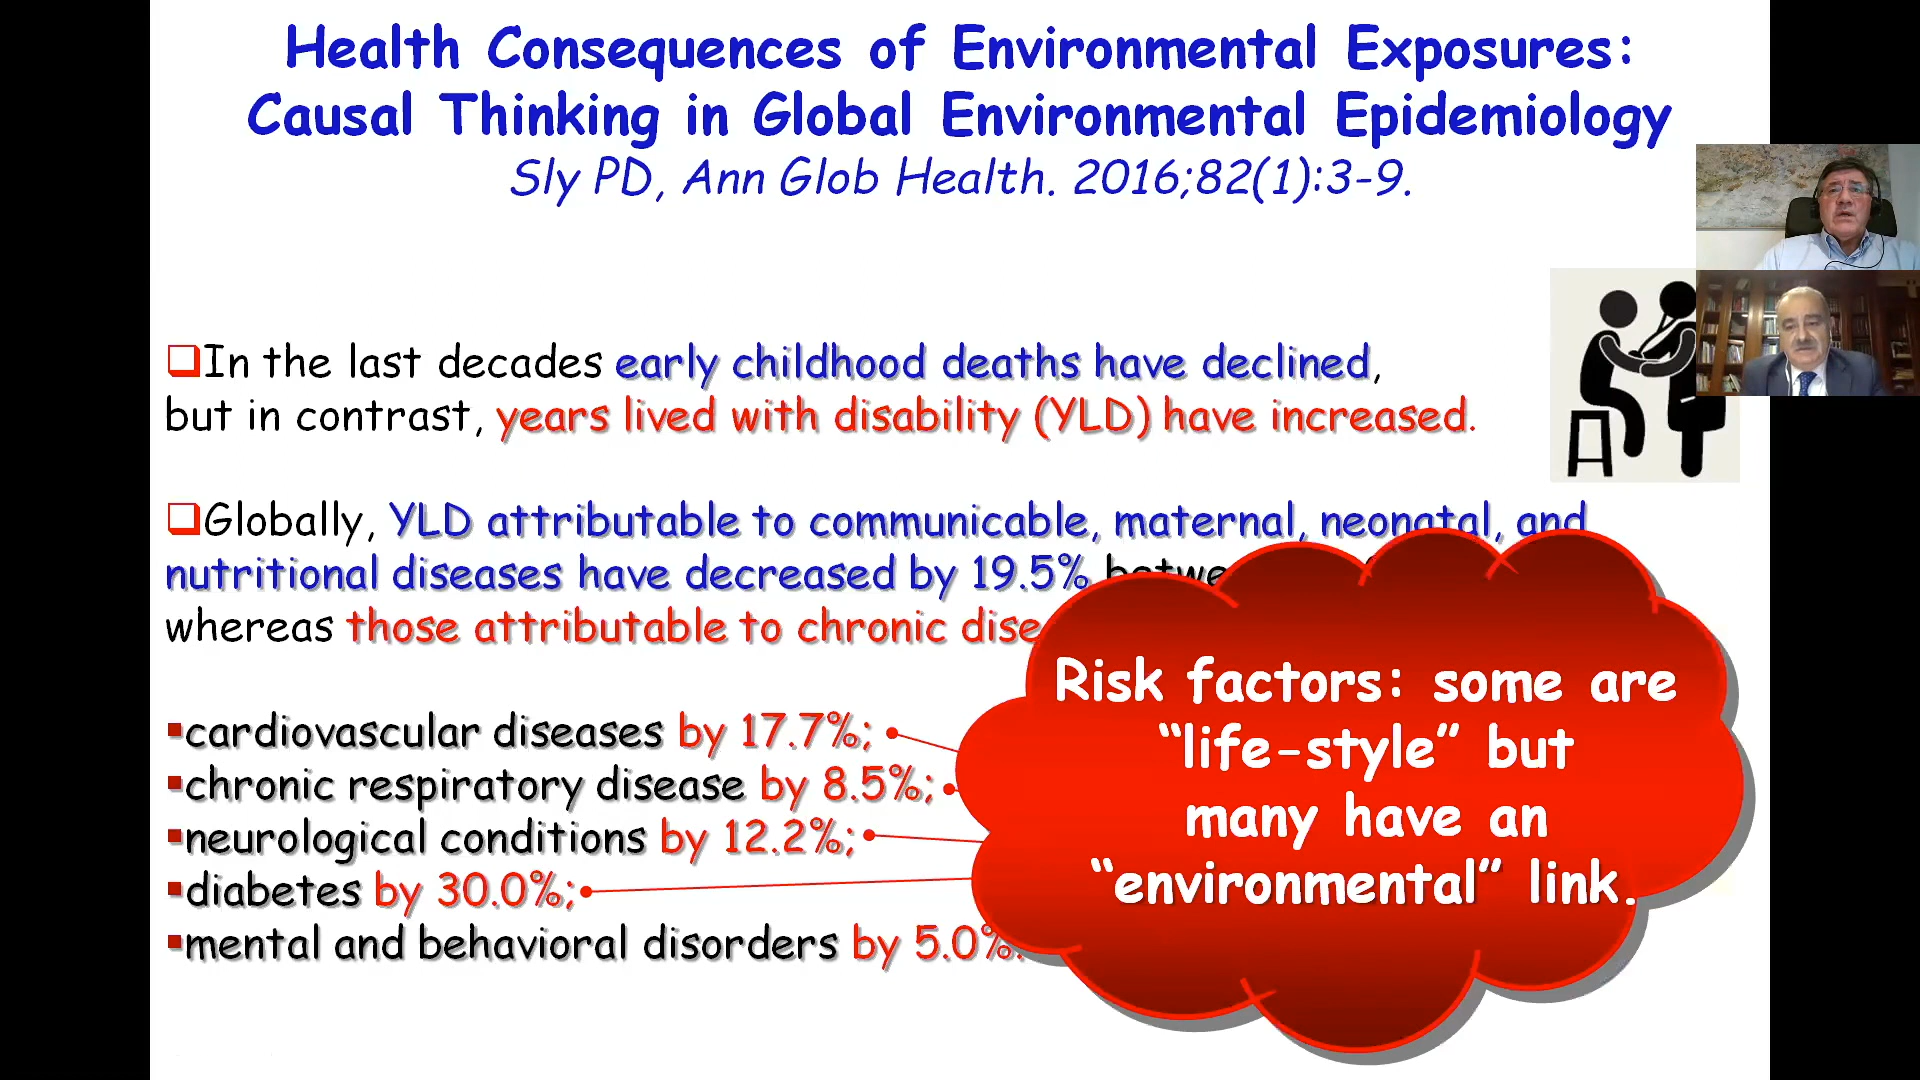 Health Consequences of Environmental Exposures:
Causal Thinking in Global Environmental Epidemiology
Sly PD, Ann Glob Health. 2016;82(1):3-9.
In the last decades early childhood deaths have declined,
but in contrast, years lived with disability (YLD) have increased.
Globally, YLD attributable to communicable, maternal, neonatal, and
nutritional diseases have decreased by 19.5%
whereas those attributable to chronic
cardiovascular diseases by 17.7%;
chronic respiratory disease by 8.5%;
neurological conditions by 12.2%;
diabetes by 30.0%;
mental and behavioral disorders by 5.0%.
Risk factors: some are
“life-style” but
many have an
“environmental” link.